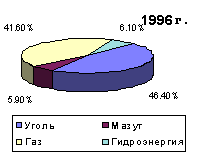 1996 г.
41.60%
6.10%
5.90%
46.40%
Уголь
Мазут
Газ
Гидроэнергия